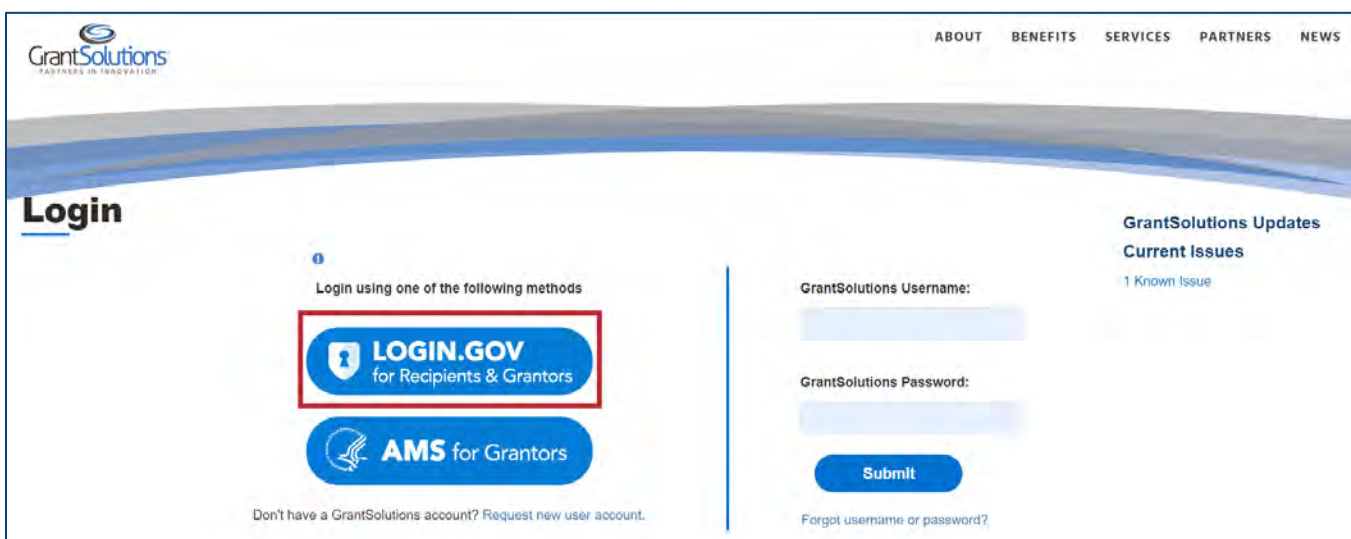 GrantSolutions
PARTNERS IN INNOVATION
ABOUT BENEFITS SERVICES PARTNERS NEWS
Login
Login using one of the following methods
LOGIN.GOV
for Recipients & Grantors
AMS for Grantors
Don't have a GrantSolutions account? Request new user account.
GrantSolutions Username:
GrantSolutions Password:
Submit
Forgot username or password?
GrantSolutions Updates
Current Issues
1 Known Issue